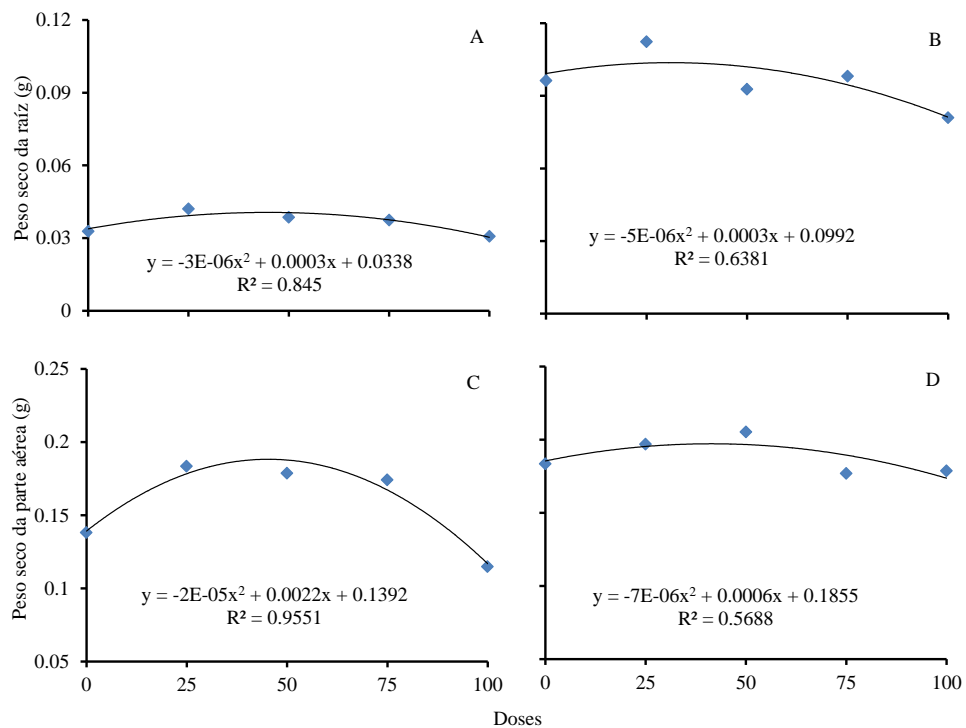 A
Peso seco da raíz (g)
0.12
0.09
0.06
0.03
0
y = -3E-06x² + 0.0003x + 0.0338
R² = 0.845
B
y = -5E-06x² + 0.0003x + 0.0992
R² = 0.6381
C
Peso seco da parte aérea (g)
0.25
0.2
0.15
0.1
0.05
y = -2E-05x² + 0.0022x + 0.1392
R² = 0.9551
0 25 50 75 100
D
y = -7E-06x² + 0.0006x + 0.1855
R² = 0.5688
0 25 50 75 100
Doses